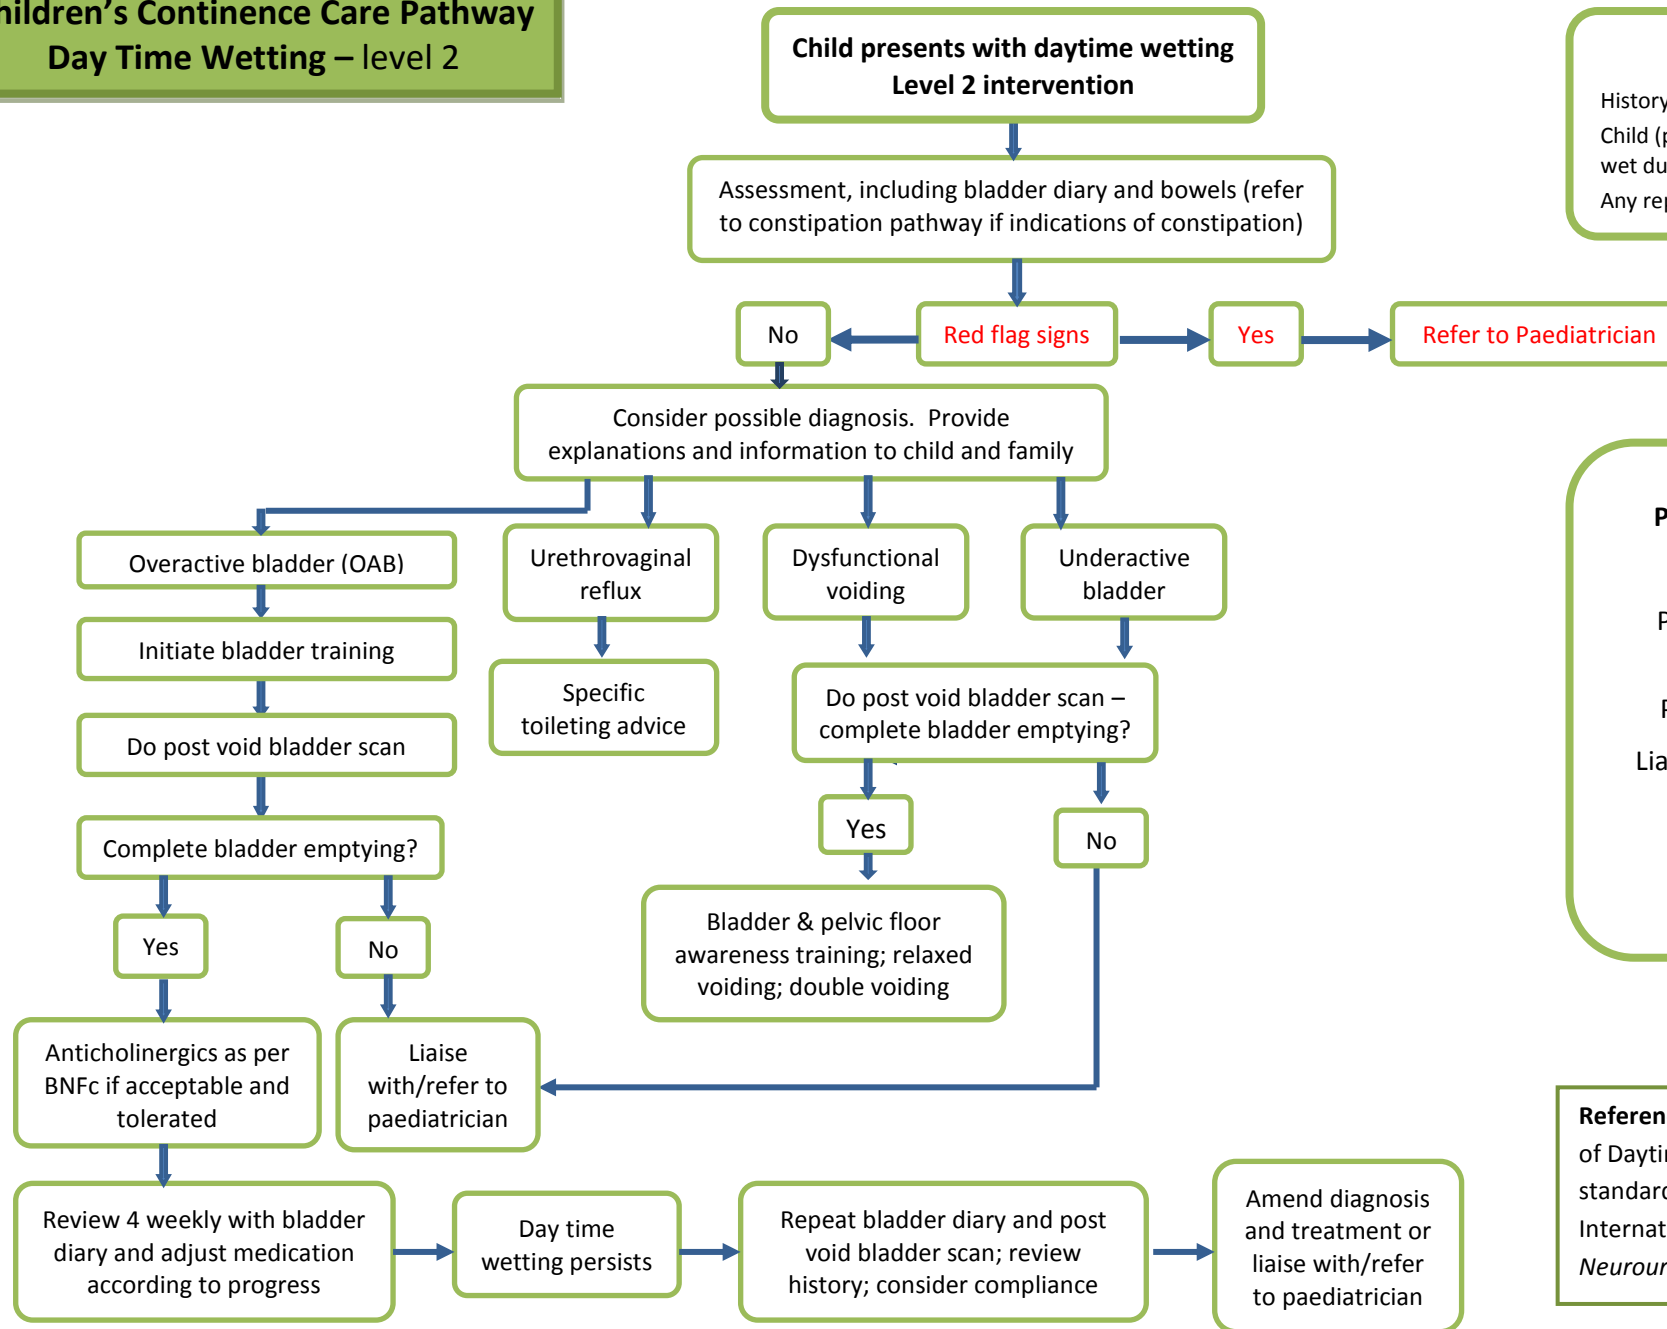 ildren's Continence Care Pathway
Day Time Wetting – level 2
Child presents with daytime wetting
Level 2 intervention
History
Child (p
wet du
Any rep
Assessment, including bladder diary and bowels (refer
to constipation pathway if indications of constipation)
No
Red flag signs
Yes
Refer to Paediatrician
Consider possible diagnosis. Provide
explanations and information to child and family
Overactive bladder (OAB)
Urethrovaginal
reflux
Dysfunctional
voiding
Underactive
bladder
Initiate bladder training
Specific
toileting advice
Do post void bladder scan –
complete bladder emptying?
Do post void bladder scan
P
P
P
Lia
Complete bladder emptying?
Yes
No
Yes
No
Bladder & pelvic floor
awareness training; relaxed
voiding; double voiding
Anticholinergics as per
BNFc if acceptable and
tolerated
Liaise
with/refer to
paediatrician
Review 4 weekly with bladder
diary and adjust medication
according to progress
Day time
wetting persists
Repeat bladder diary and post
void bladder scan; review
history; consider compliance
Amend diagnosis
and treatment or
liaise with/refer
to paediatrician
Referen
of Daytin
standard
Internat
Neurour